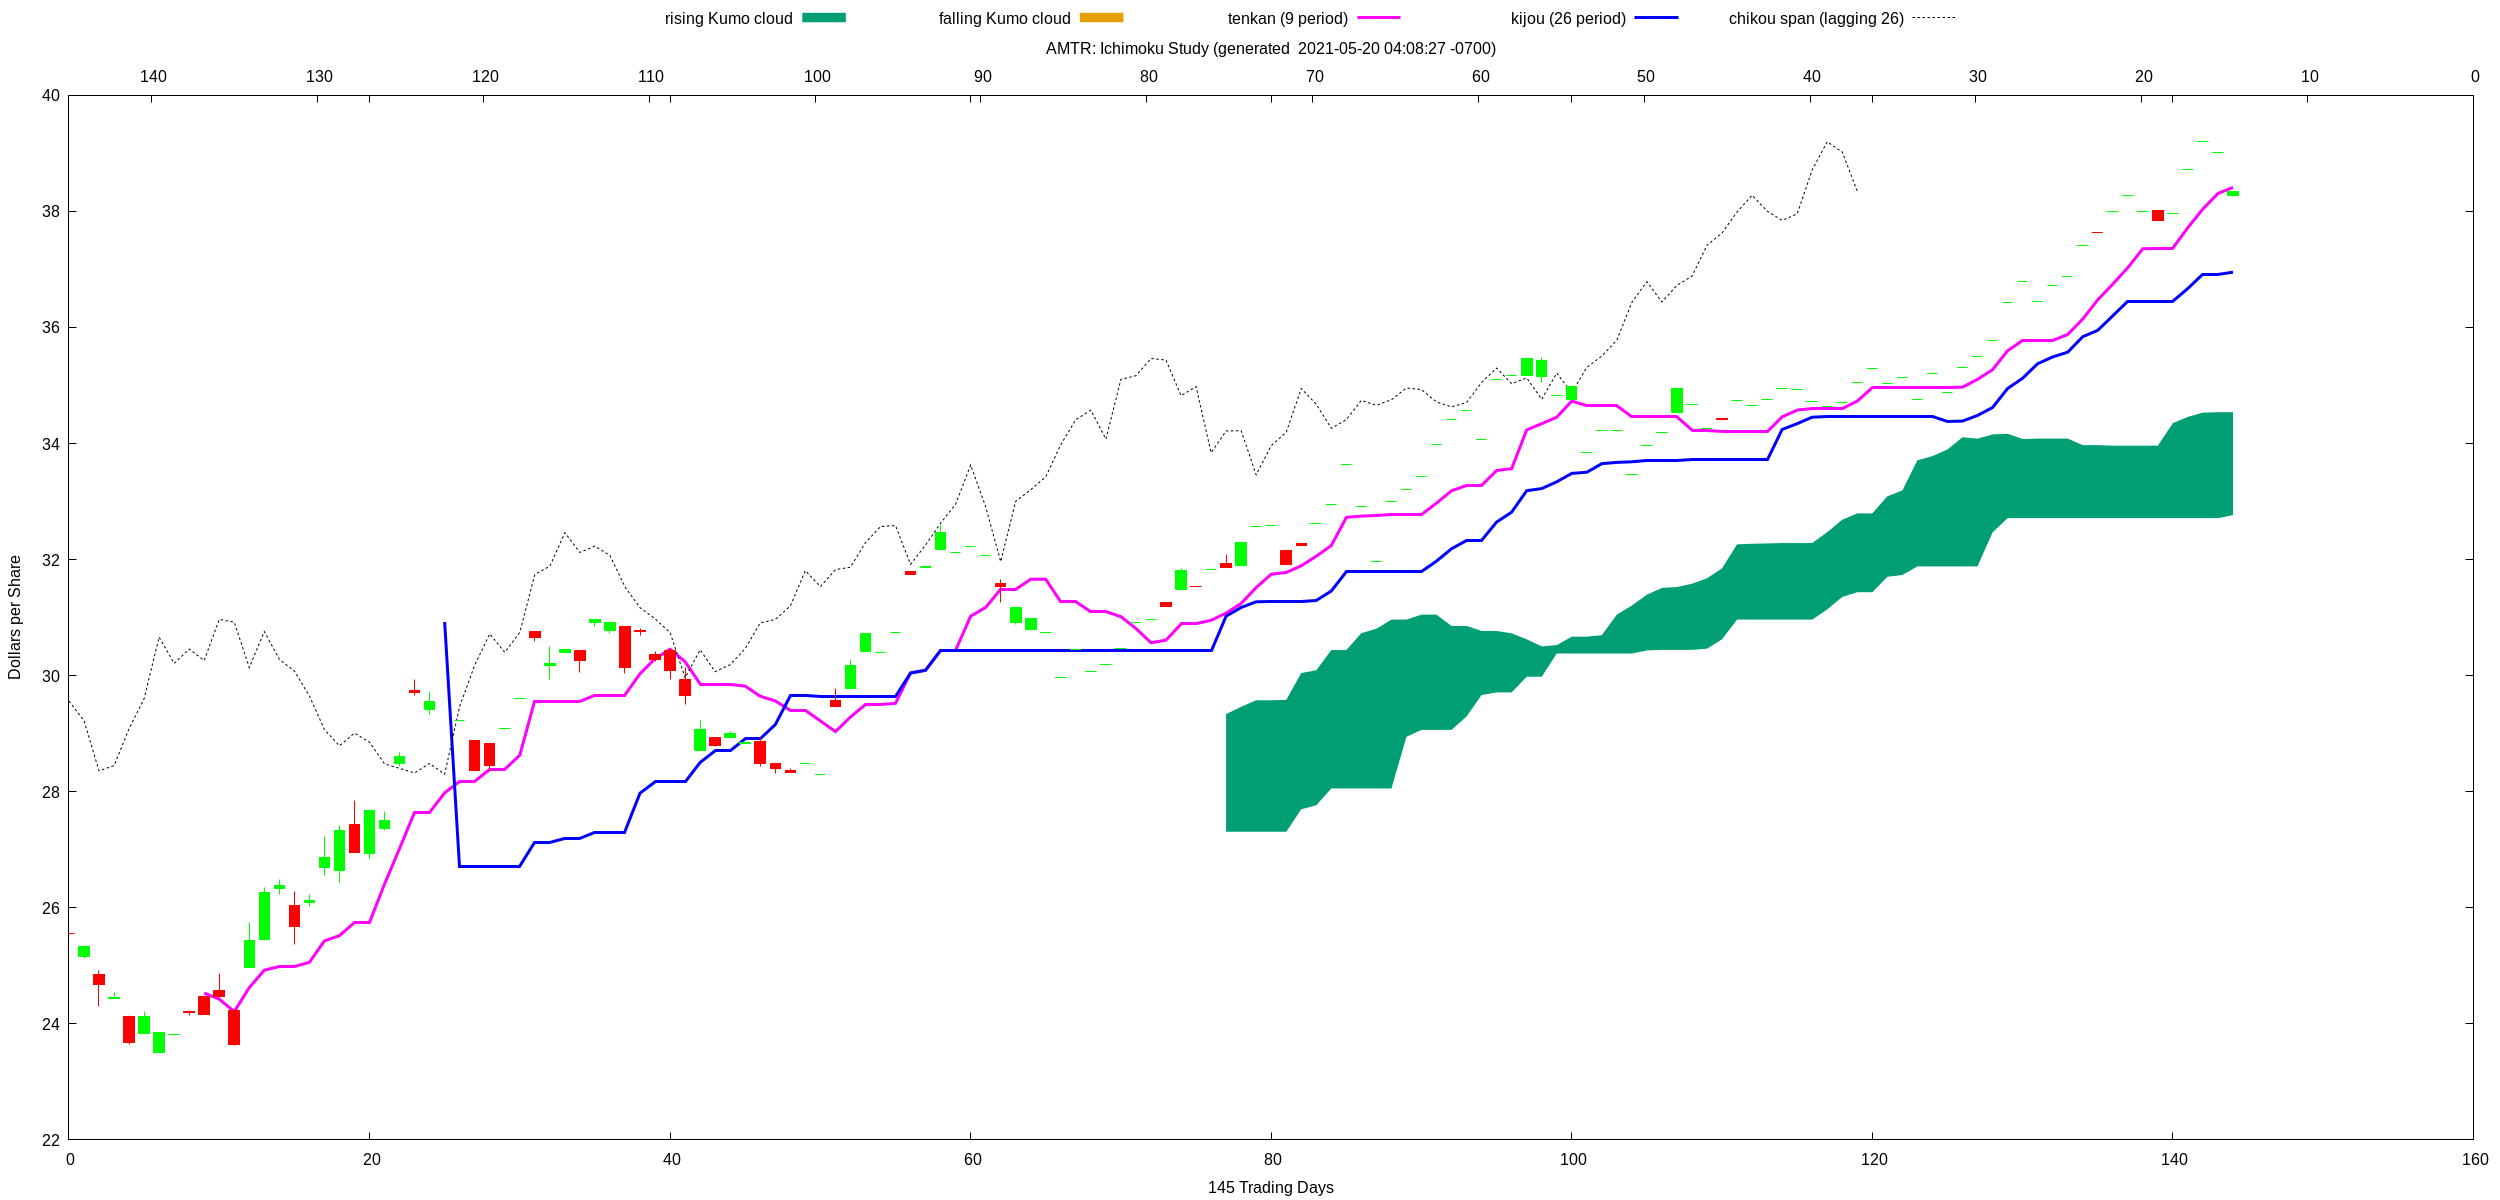 rising Kumo cloud falling Kumo cloud tenkan (9 period) kijou (26 period) chikou span (lagging 26)
AMTR: Ichimoku Study (generated  2021-05-20 04:08:27 -0700)
140 130 120 110 100 90 80 70 60 50 40 30 20 10 0
40
38
36
34
32
30
28
26
24
22
Dollars per Share
0 20 40 60 80 100 120 140 160
145 Trading Days